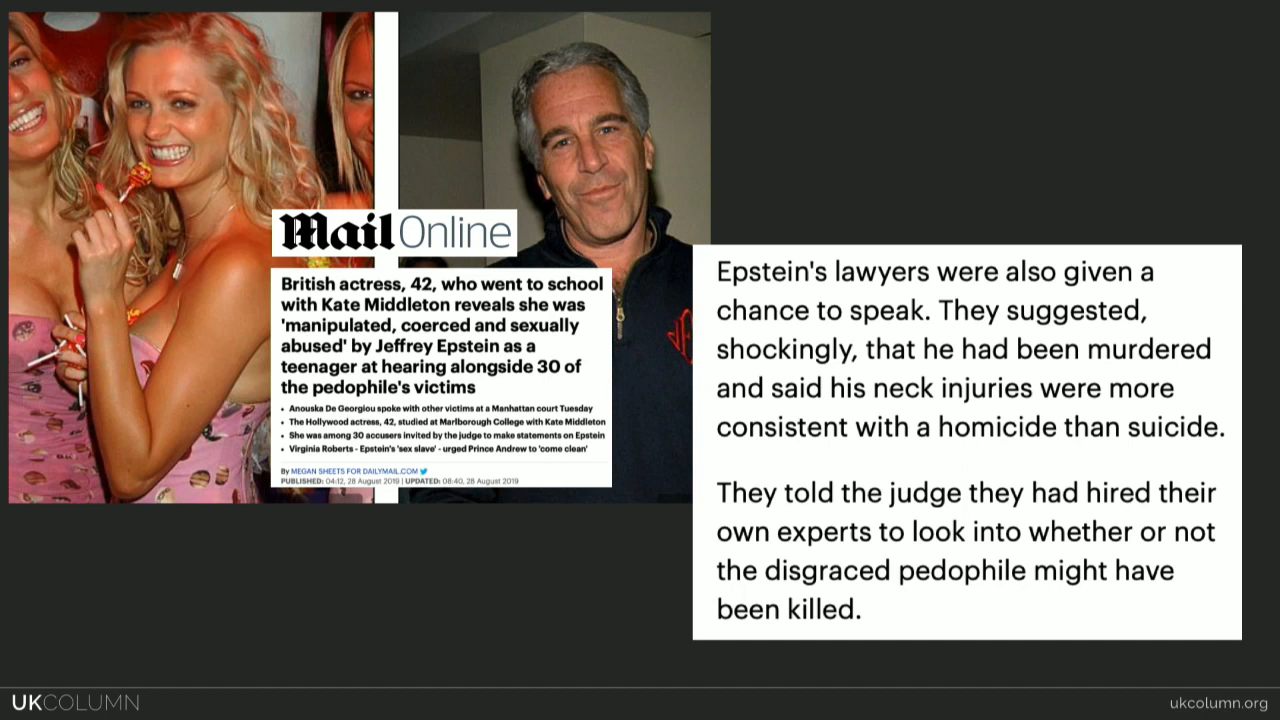 Mail Online
British actress, 42, who went to school
with Kate Middleton reveals she was
'manipulated, coerced and sexually
abused' by Jeffrey Epstein as a
teenager at hearing alongside 30 of
the pedophile's victims
• Anouska De Georgiou spoke with other victims at a Manhattan court Tuesday
• The Hollywood actress, 42, studied at Marlborough College with Kate Middleton
• She was among 30 accusers invited by the judge to make statements on Epstein
• Virginia Roberts - Epstein's 'sex slave' - urged Prince Andrew to 'come clean'
By MEGAN SHEETS FOR DAILYMAIL.COM
PUBLISHED: 04:12, 28 August 2019 | UPDATED: 08:40, 28 August 2019
Epstein's lawyers were also given a
chance to speak. They suggested,
shockingly, that he had been murdered
and said his neck injuries were more
consistent with a homicide than suicide.
They told the judge they had hired their
own experts to look into whether or not
the disgraced pedophile might have
been killed.
UKCOLUMN
ukcolumn.org